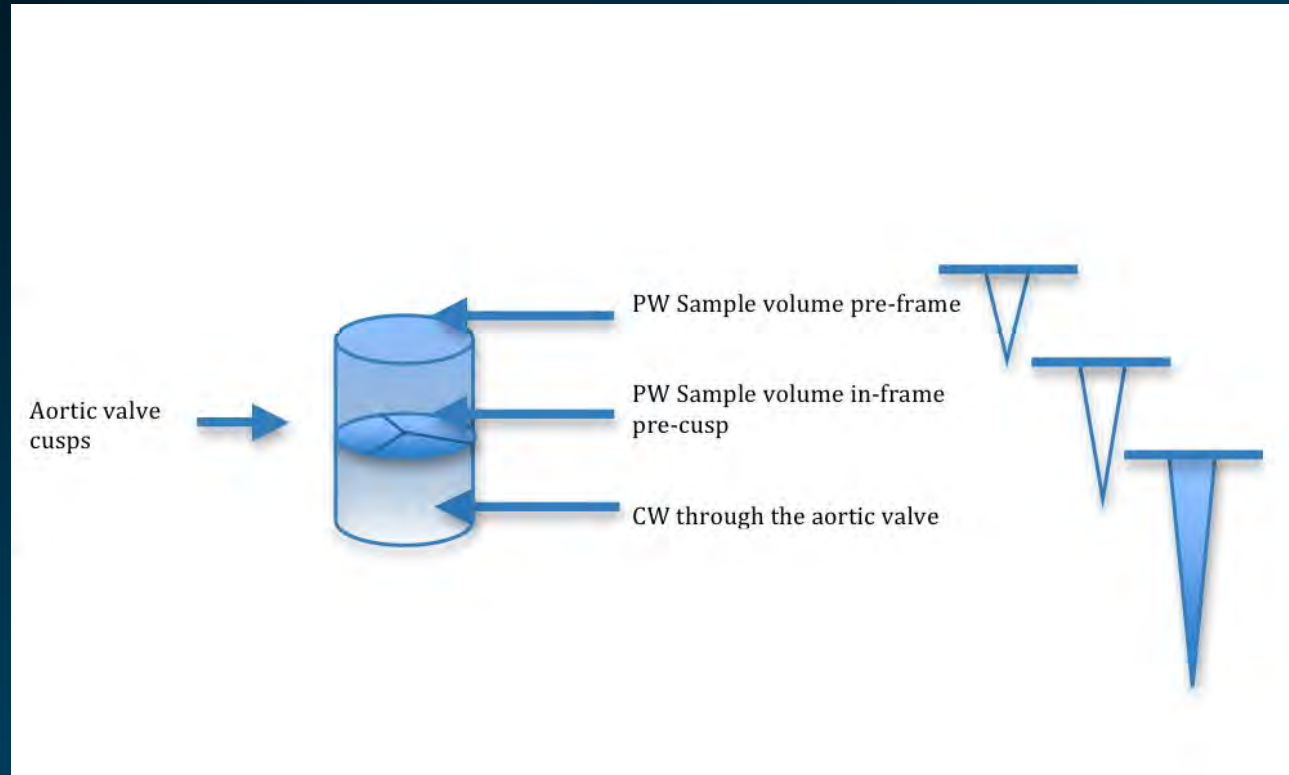 PW Sample volume pre-frame
Aortic valve
cusps
PW Sample volume in-frame
pre-cusp
CW through the aortic valve